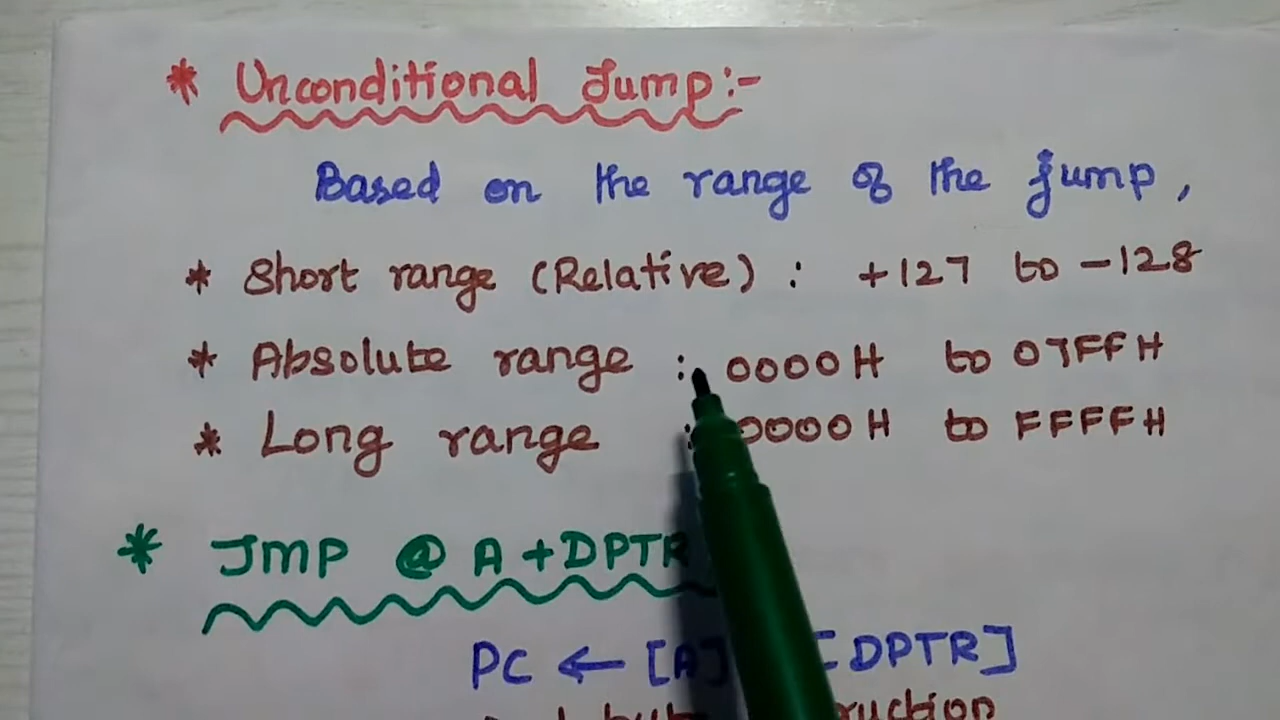 * Unconditional Jump:-
Based on the range of the jump,
* Short range (Relative) : +127 to -128
* Absolute range : 0000H to 07FFH
* Long range : 0000H to FFFFH
* JMP @ A +DPTR
PC ← [A] [DPTR]